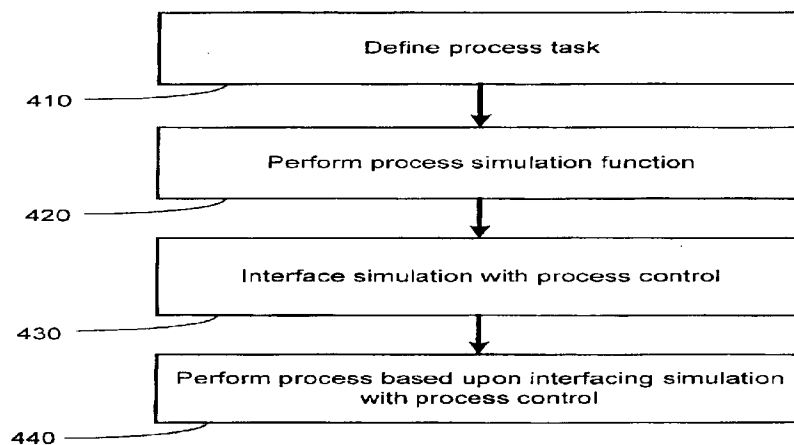 Define process task
410
Perform process simulation function
420
Interface simulation with process control
430
Perform process based upon interfacing simulation
with process control
440